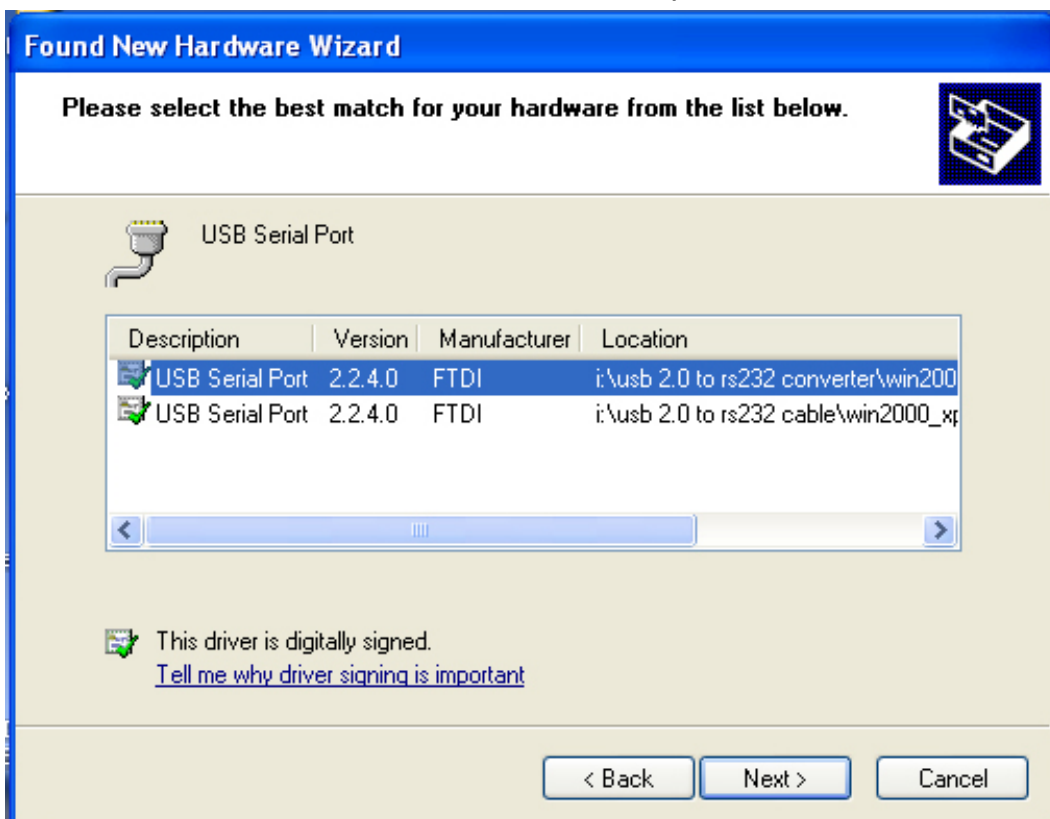 Found New Hardware Wizard
Please select the best match for your hardware from the list below.
USB Serial Port
Description Version Manufacturer Location
USB Serial Port 2.2.4.0 FTDI i:\usb 2.0 to rs232 converter\win200
USB Serial Port 2.2.4.0 FTDI i:\usb 2.0 to rs232 cable\win2000_xp
This driver is digitally signed.
Tell me why driver signing is important
< Back Next > Cancel